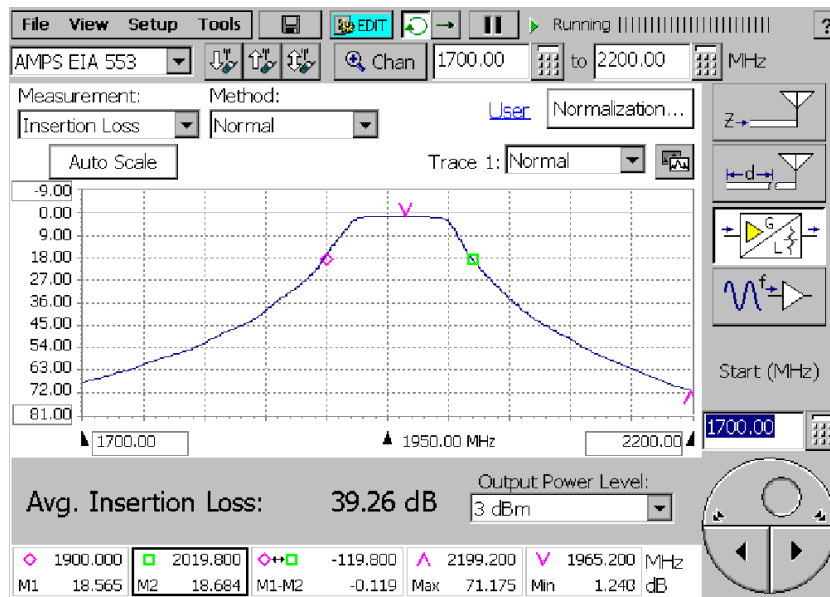 File View Setup Tools EDIT Running ?
AMPS EIA 553 Chan 1700.00 to 2200.00 MHz
Measurement: Method:
Insertion Loss Normal User Normalization...
Auto Scale Trace 1: Normal
Z
d
G
L
f
-9.00
0.00
9.00
18.00
27.00
36.00
45.00
54.00
63.00
72.00
81.00
Start (MHz)
1700.00
1700.00 1950.00 MHz 2200.00
Output Power Level:
Avg. Insertion Loss: 39.26 dB 3 dBm
1900.000 2019.800 -119.800 2199.200 1965.200 MHz
M1 18.565 M2 18.684 M1-M2 -0.119 Max 71.175 Min 1.240 dB